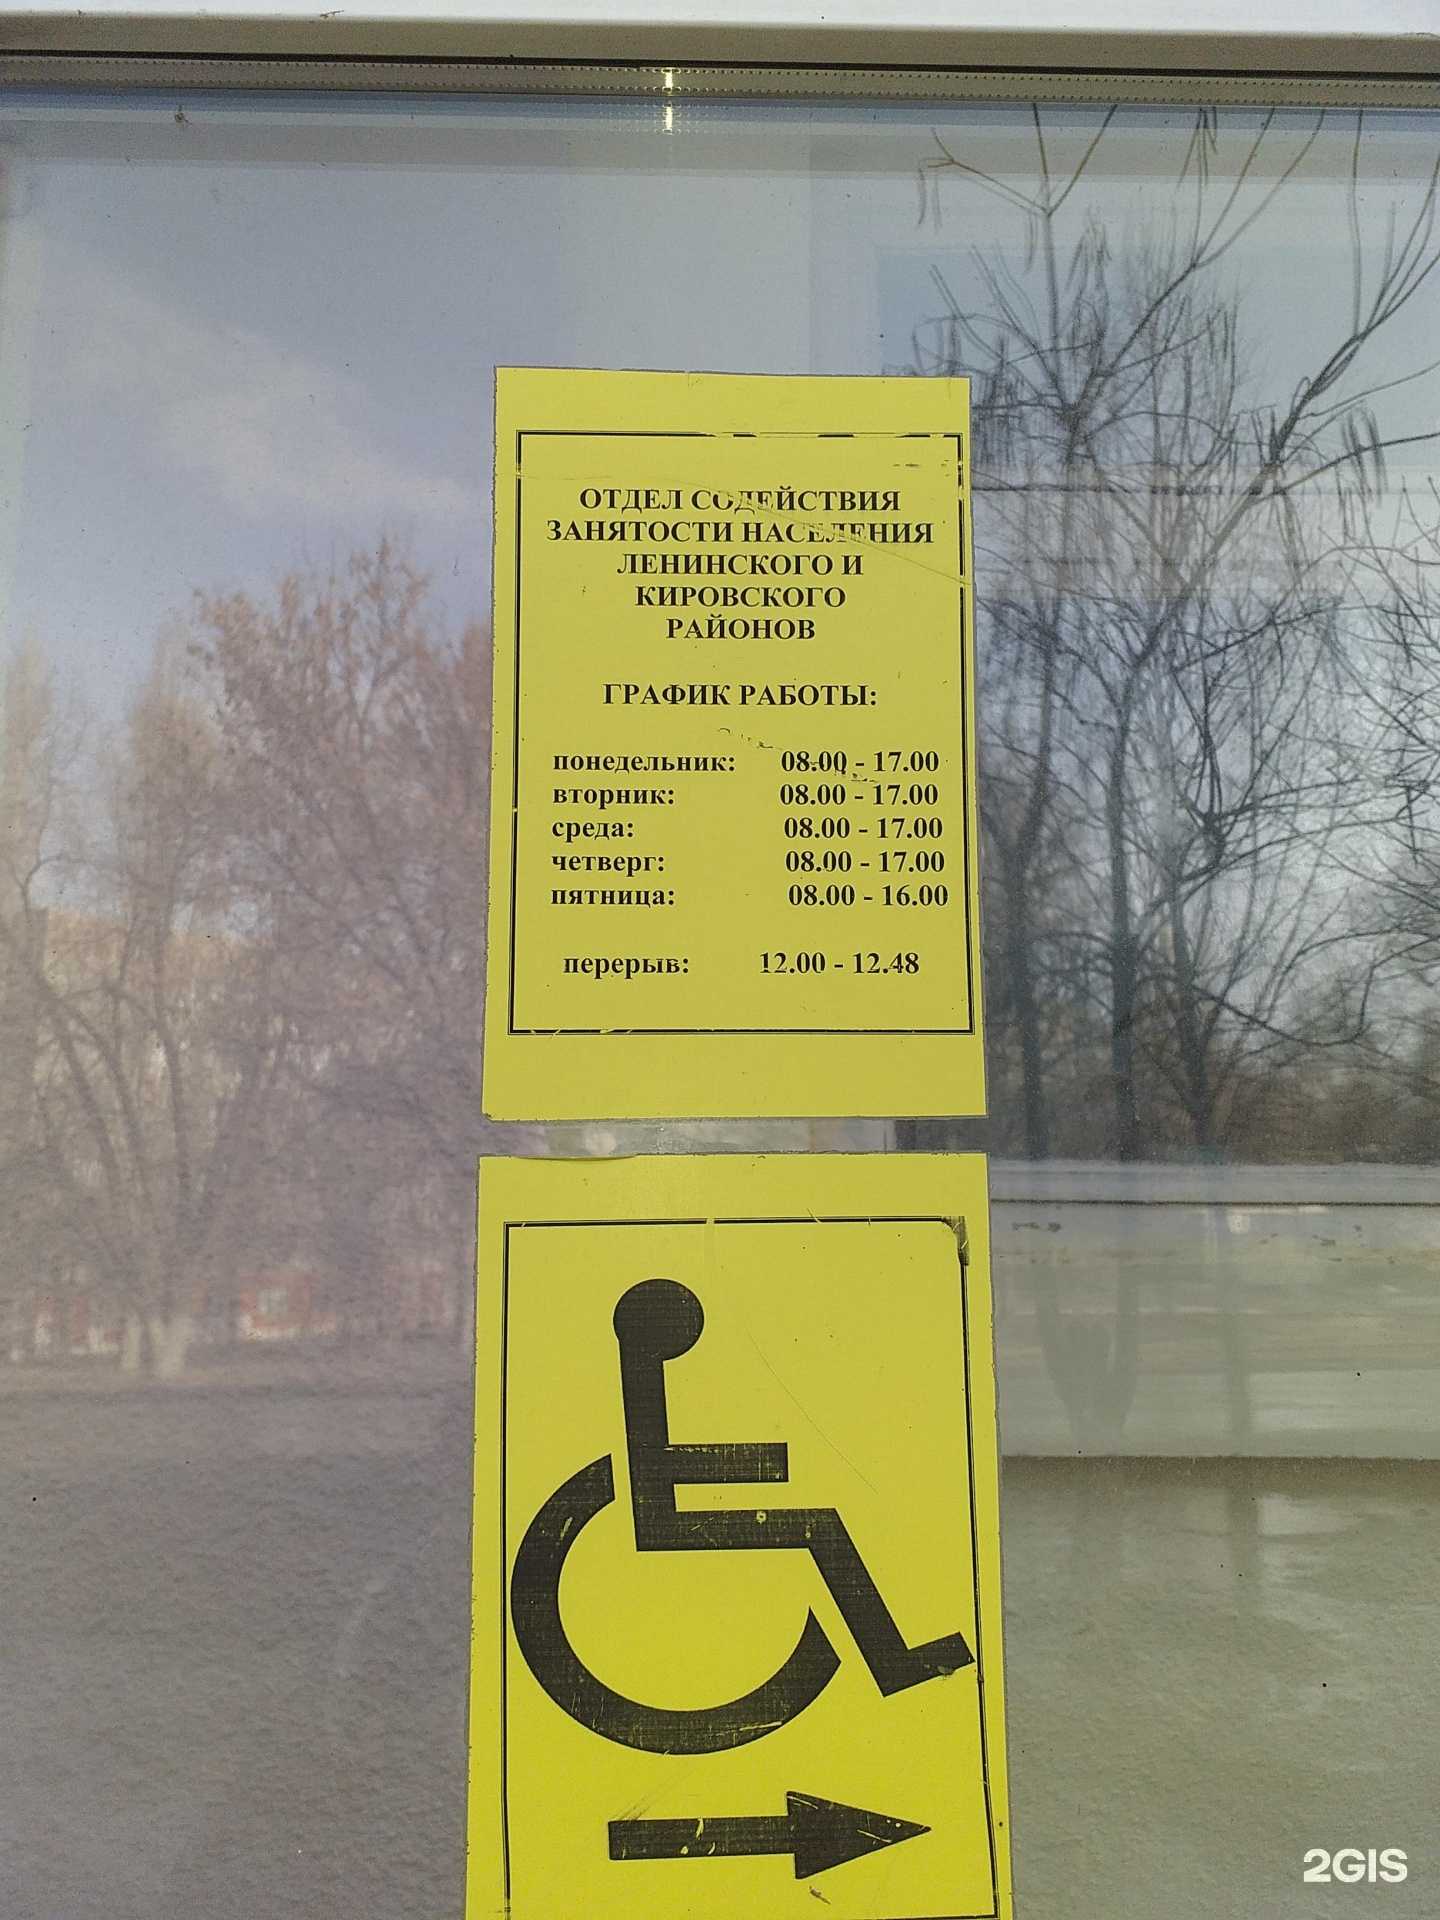 ОТДЕЛ СОДЕЙСТВИЯ
ЗАНЯТОСТИ НАСЕЛЕНИЯ
ЛЕНИНСКОГО И
КИРОВСКОГО
РАЙОНОВ
ГРАФИК РАБОТЫ:
понедельник: 08.00 - 17.00
вторник: 08.00 - 17.00
среда: 08.00 - 17.00
четверг: 08.00 - 17.00
пятница: 08.00 - 16.00
перерыв: 12.00 - 12.48
2GIS